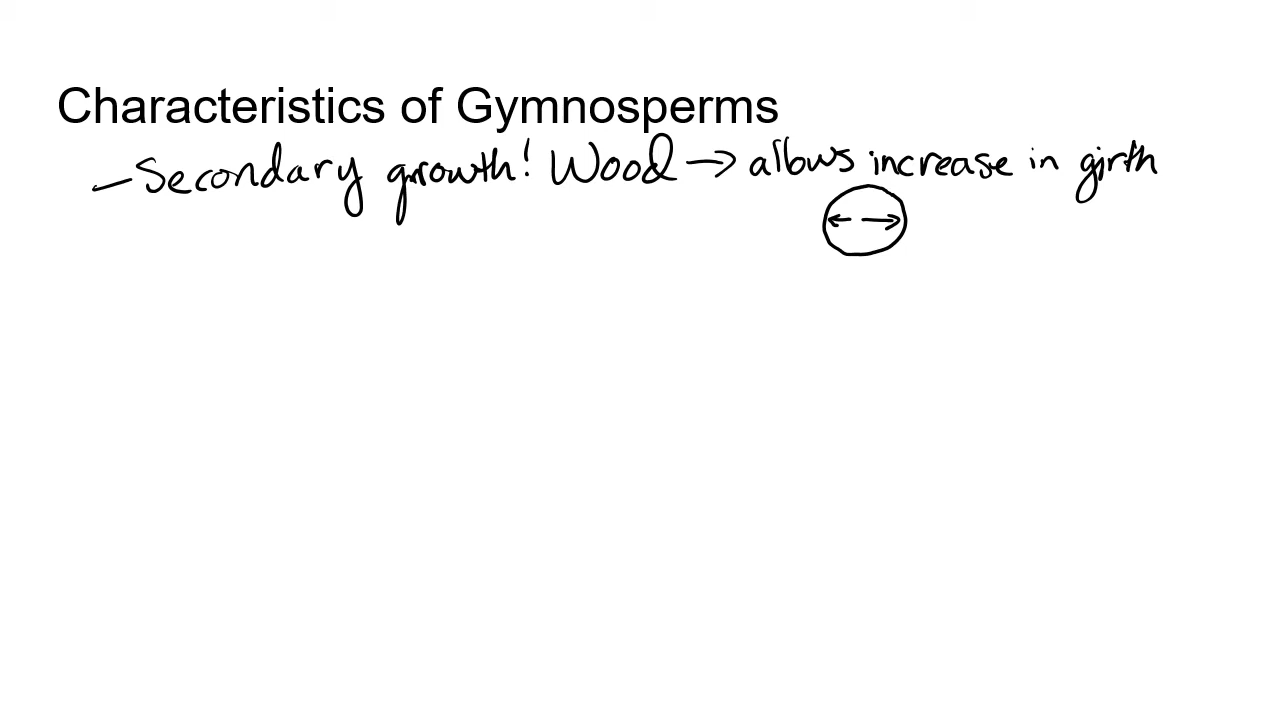 Characteristics of Gymnosperms
- Secondary growth! Wood → allows increase in girth